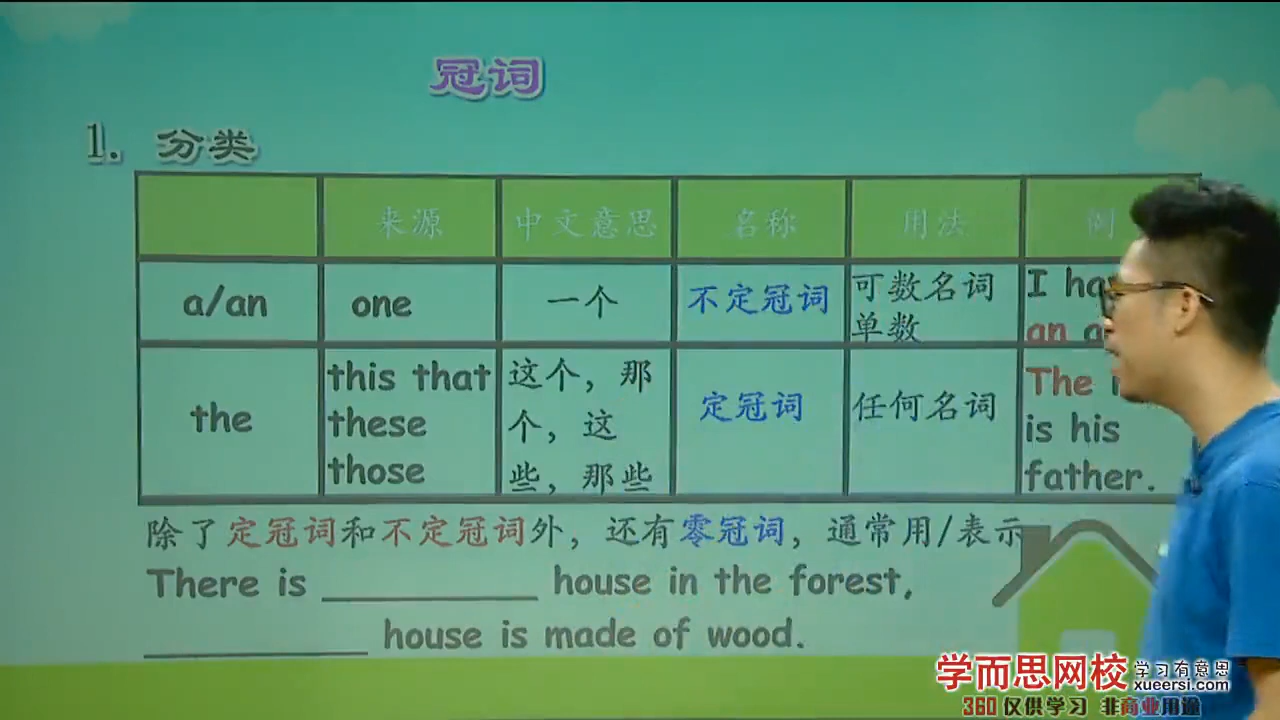 冠词
1. 分类
来源 中文意思 名称 用法 例
a/an one 一个 不定冠词 可数名词
单数
I
an
the this that
these
those
这个，那
个，这
些，那些
定冠词 任何名词
The
is his
father.
除了定冠词和不定冠词外，还有零冠词，通常用/表示
There is ____________ house in the forest,
____________ house is made of wood.
学而思网校 学习有意思
xueersi.com
360 仅供学习 非商业用途